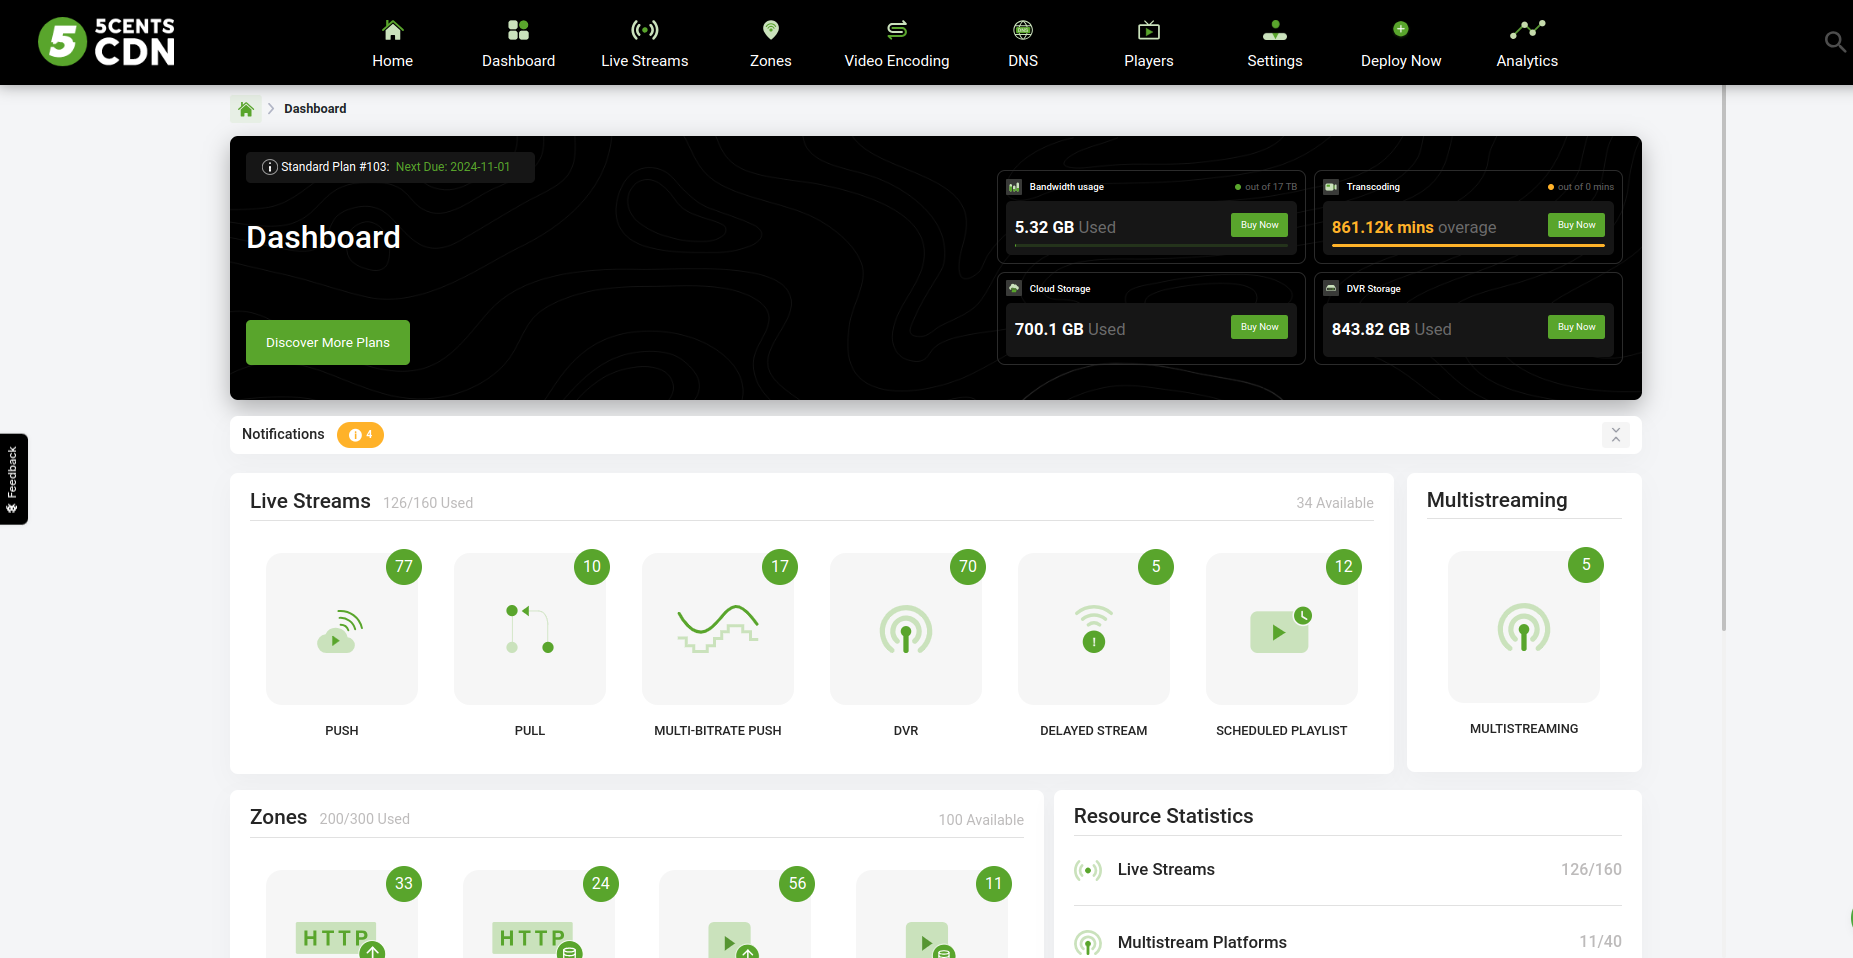 5 5CENTS CDN
Home
Dashboard
Live Streams
Zones
Video Encoding
DNS
Players
Settings
Deploy Now
Analytics
Dashboard
Standard Plan #103: Next Due: 2024-11-01
Dashboard
Discover More Plans
Bandwidth usage
out of 17 TB
5.32 GB Used
Buy Now
Transcoding
out of 0 mins
861.12k mins overage
Buy Now
Cloud Storage
700.1 GB Used
Buy Now
DVR Storage
843.82 GB Used
Buy Now
Notifications 4
Feedback
Live Streams 126/160 Used
34 Available
77
PUSH
10
PULL
17
MULTI-BITRATE PUSH
70
DVR
5
DELAYED STREAM
12
SCHEDULED PLAYLIST
Multistreaming
5
MULTISTREAMING
Zones 200/300 Used
100 Available
33
HTTP
24
HTTP
56
11
Resource Statistics
Live Streams 126/160
Multistream Platforms 11/40